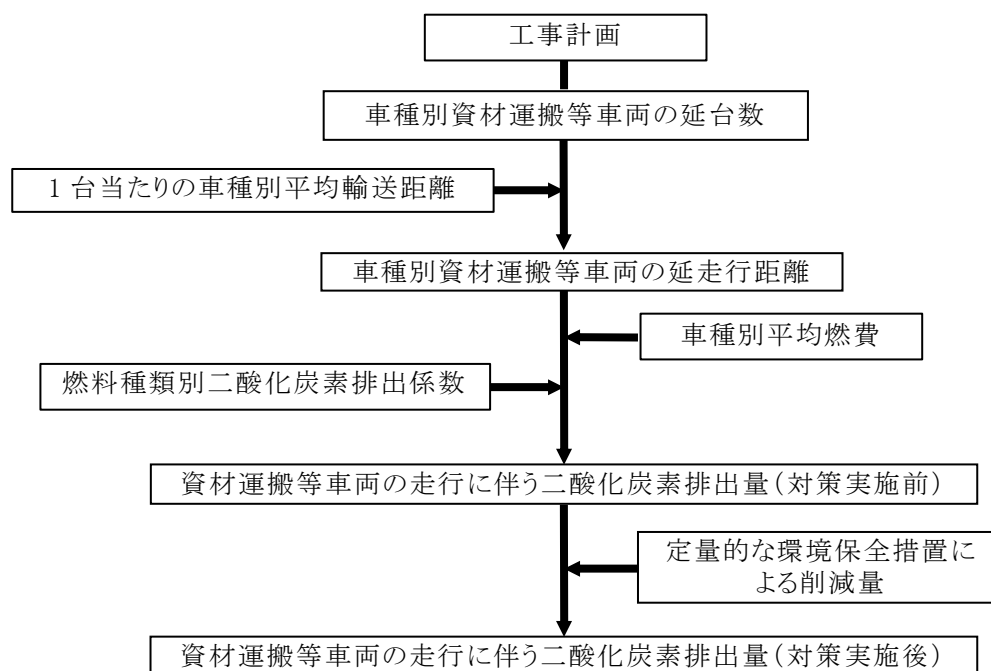 工事計画
車種別資材運搬等車両の延台数
1台当たりの車種別平均輸送距離
車種別資材運搬等車両の延走行距離
車種別平均燃費
燃料種類別二酸化炭素排出係数
資材運搬等車両の走行に伴う二酸化炭素排出量(対策実施前)
定量的な環境保全措置に
よる削減量
資材運搬等車両の走行に伴う二酸化炭素排出量(対策実施後)